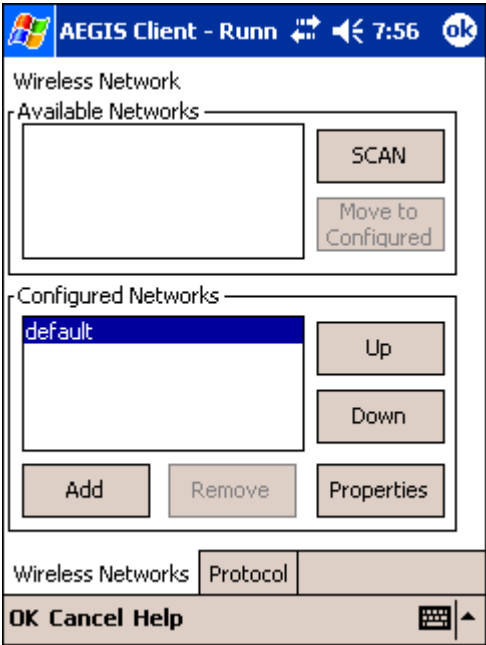 AEGIS Client - Runn 7:56 ok
Wireless Network
Available Networks
SCAN
Move to
Configured
Configured Networks
default
Up
Down
Add Remove Properties
Wireless Networks Protocol
OK Cancel Help